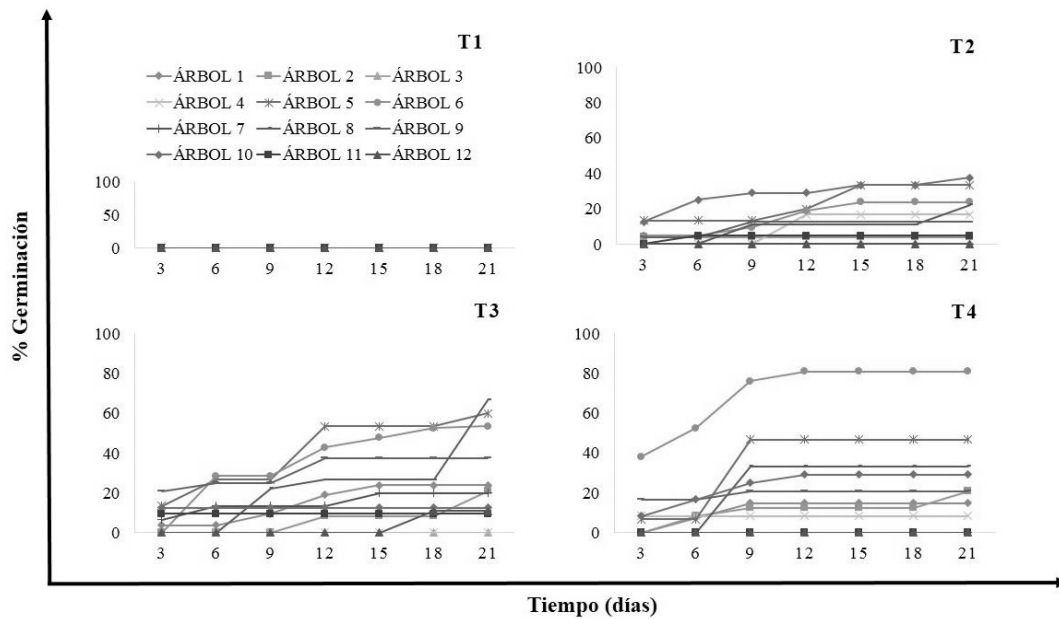 T1
ÁRBOL 1 ÁRBOL 2 ÁRBOL 3
ÁRBOL 4 ÁRBOL 5 ÁRBOL 6
ÁRBOL 7 ÁRBOL 8 ÁRBOL 9
ÁRBOL 10 ÁRBOL 11 ÁRBOL 12
100
50
0
3 6 9 12 15 18 21
T2
100
80
60
40
20
0
3 6 9 12 15 18 21
% Germinación
T3
100
80
60
40
20
0
3 6 9 12 15 18 21
T4
100
80
60
40
20
0
3 6 9 12 15 18 21
Tiempo (días)